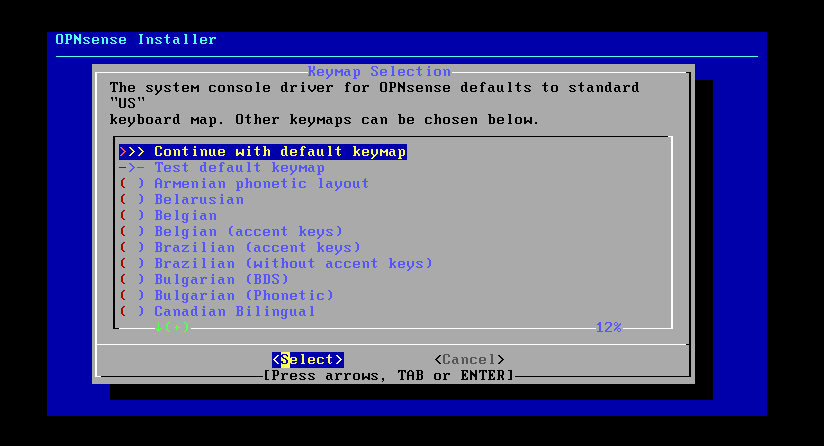 OPNsense Installer
Keymap Selection
The system console driver for OPNsense defaults to standard
"US"
keyboard map. Other keymaps can be chosen below.
>>> Continue with default keymap
->- Test default keymap
( ) Armenian phonetic layout
( ) Belarusian
( ) Belgian
( ) Belgian (accent keys)
( ) Brazilian (accent keys)
( ) Brazilian (without accent keys)
( ) Bulgarian (BDS)
( ) Bulgarian (Phonetic)
( ) Canadian Bilingual
↓(+) 12%
<Select> <Cancel>
[Press arrows, TAB or ENTER]